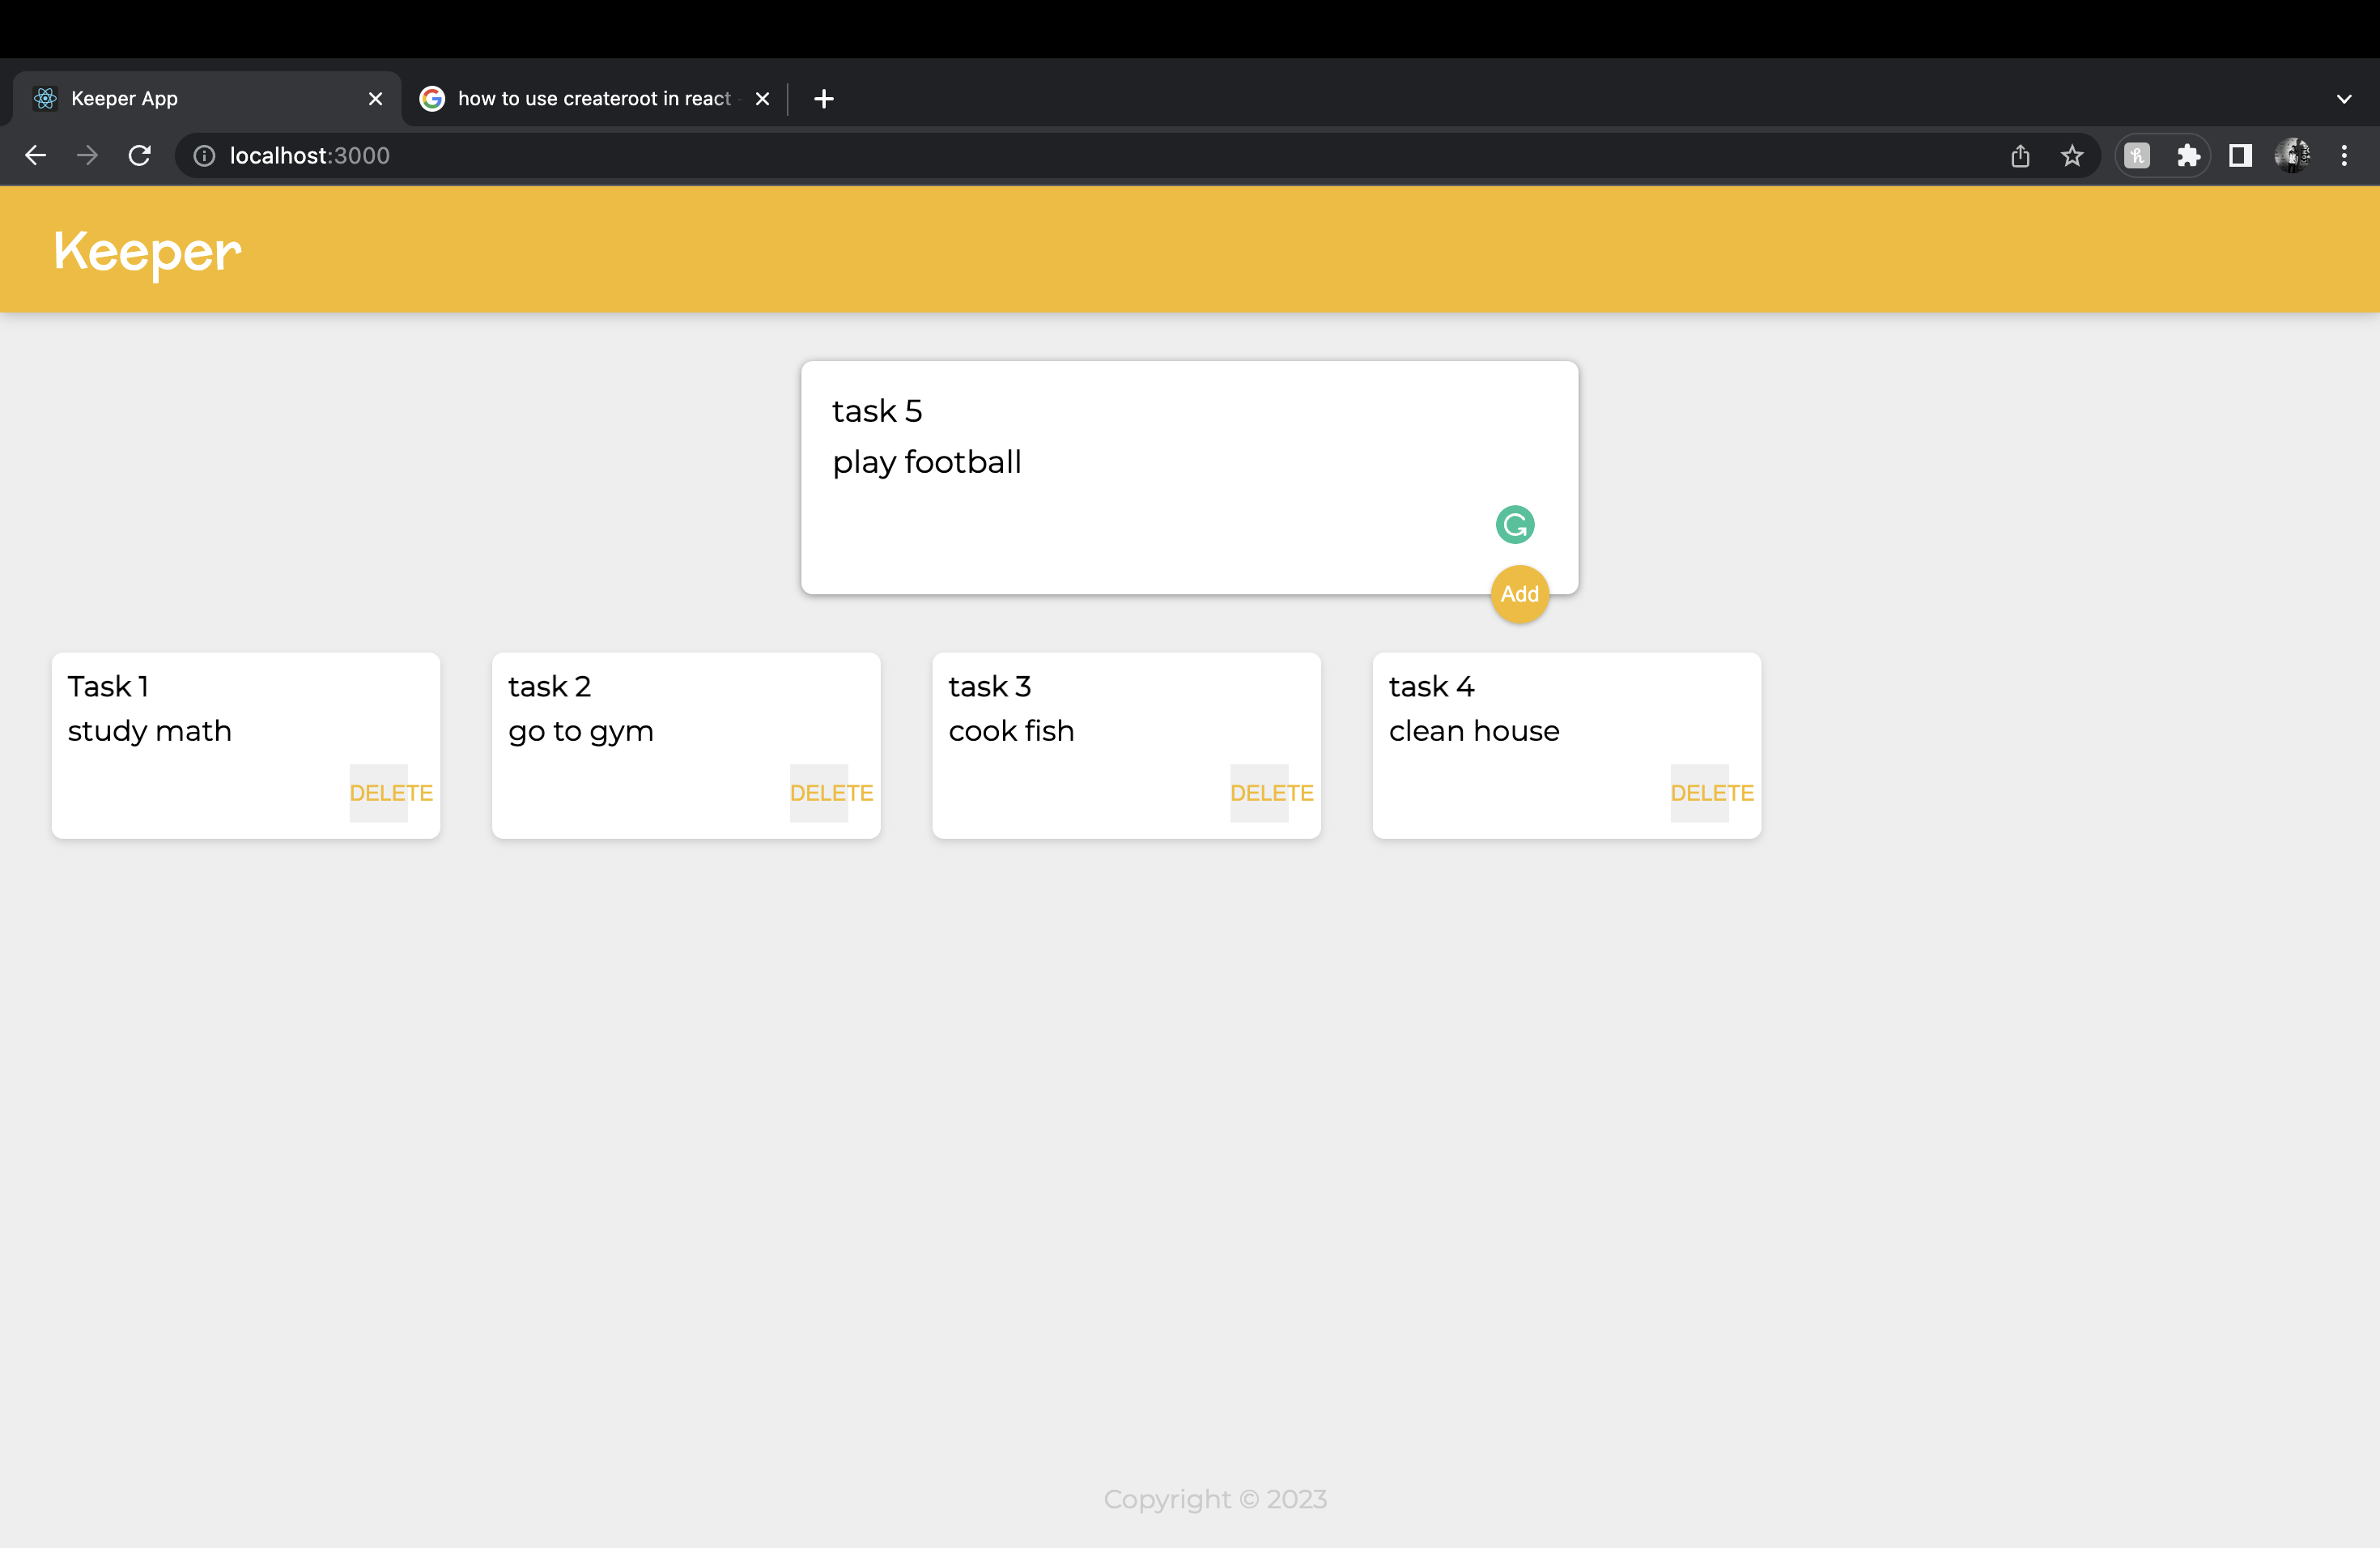 Keeper App
how to use createroot in react
localhost:3000
Keeper
task 5
play football
Add
Task 1
study math
DELETE
task 2
go to gym
DELETE
task 3
cook fish
DELETE
task 4
clean house
DELETE
Copyright © 2023